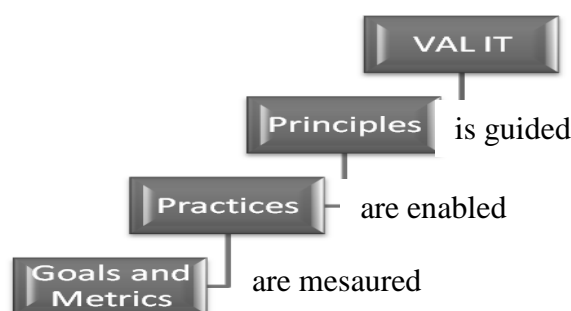 VAL IT
Principles is guided
Practices are enabled
Goals and
Metrics
are mesaured